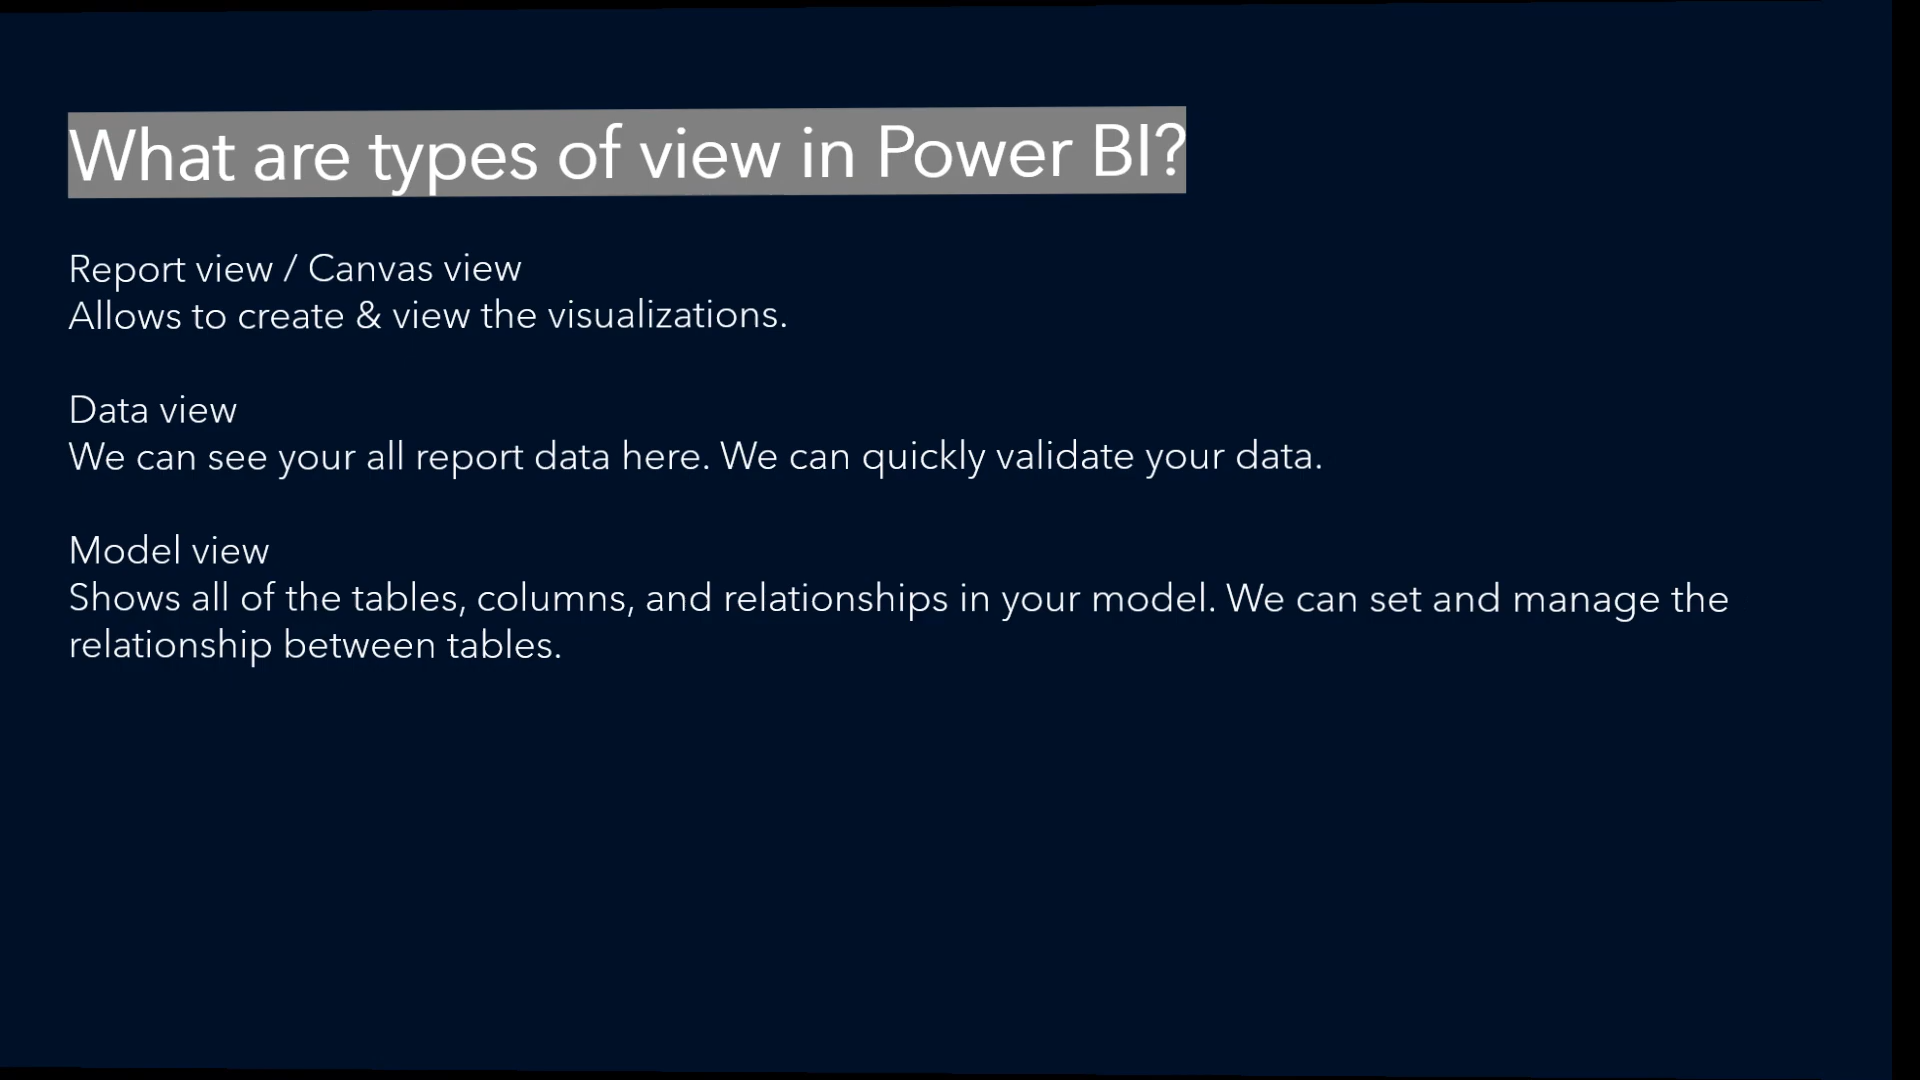 What are types of view in Power BI?
Report view / Canvas view
Allows to create & view the visualizations.
Data view
We can see your all report data here. We can quickly validate your data.
Model view
Shows all of the tables, columns, and relationships in your model. We can set and manage the
relationship between tables.